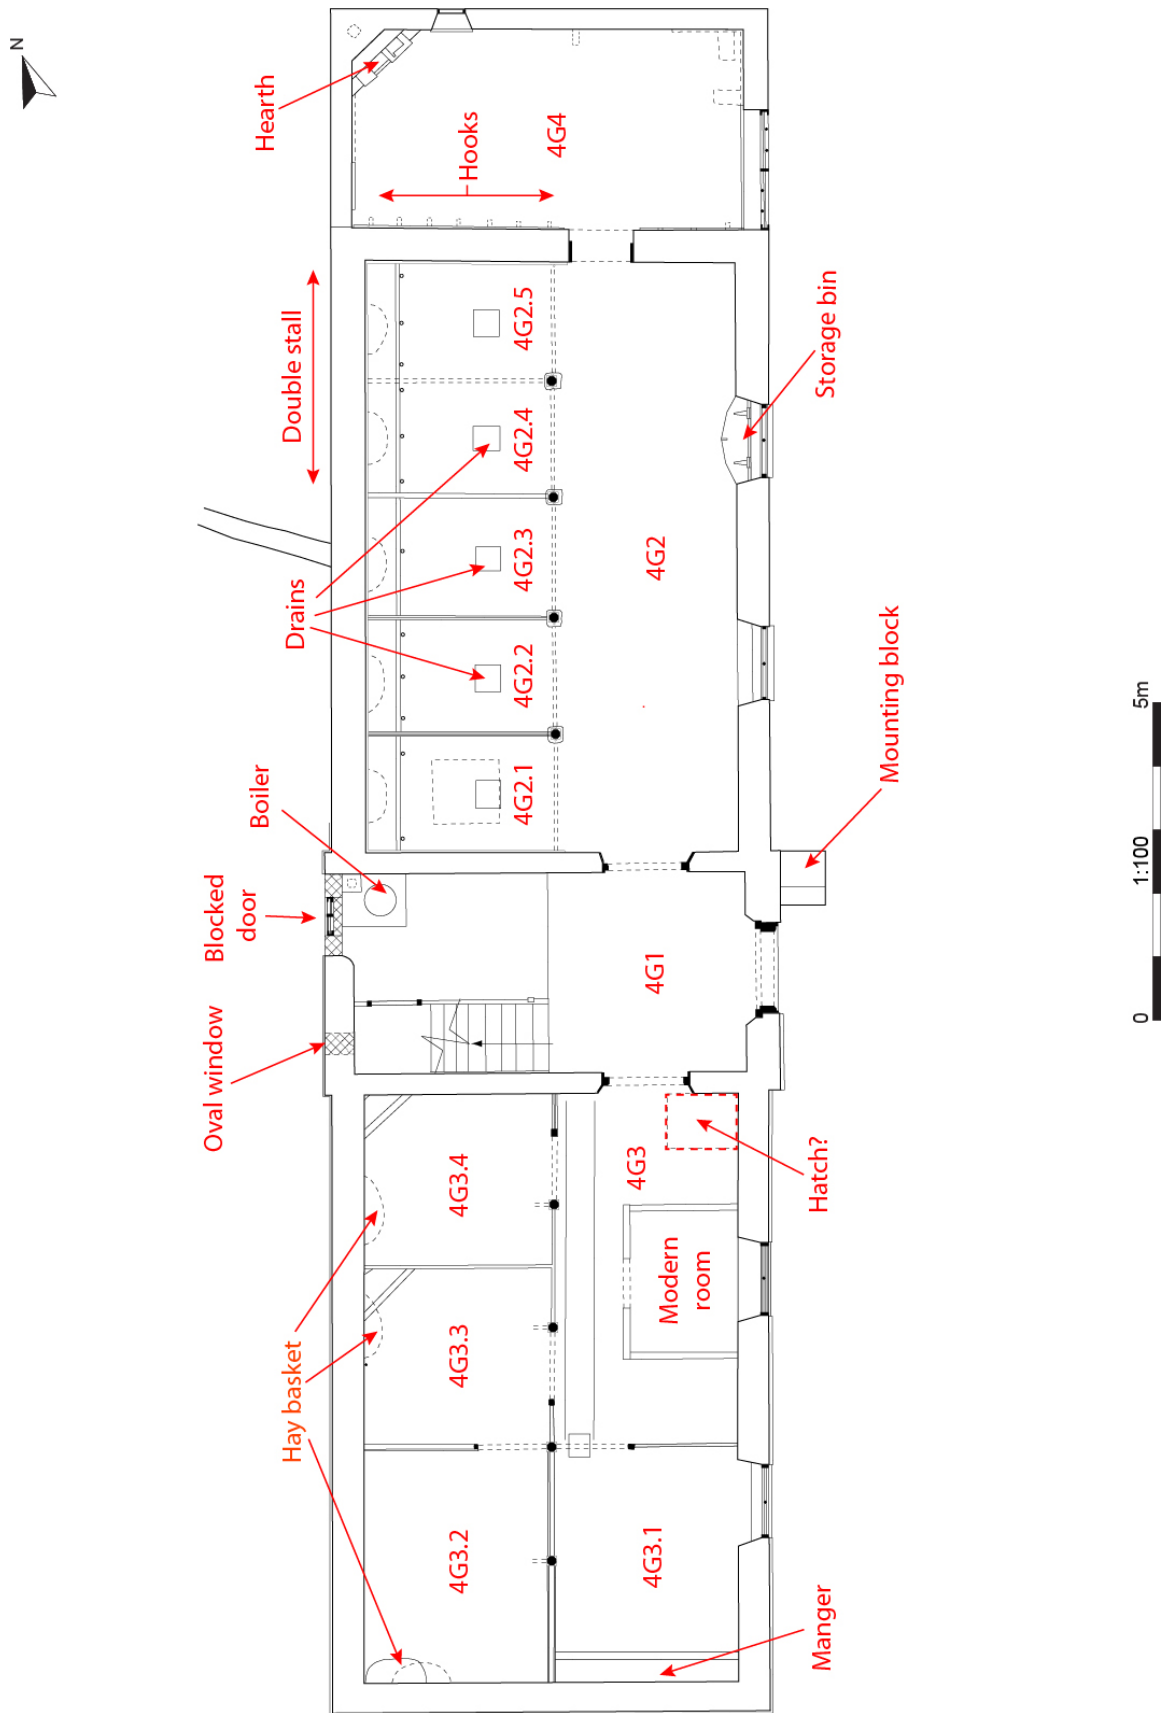 N
Hearth
Hooks
4G4
Double stall
4G2.5
4G2.4
4G2.3
4G2.2
4G2.1
Drains
4G2
Storage bin
Mounting block
Boiler
Blocked
door
Oval window
4G1
4G3
Hatch?
Modern
room
4G3.4
4G3.3
Hay basket
4G3.2
4G3.1
Manger
0
1:100
5m